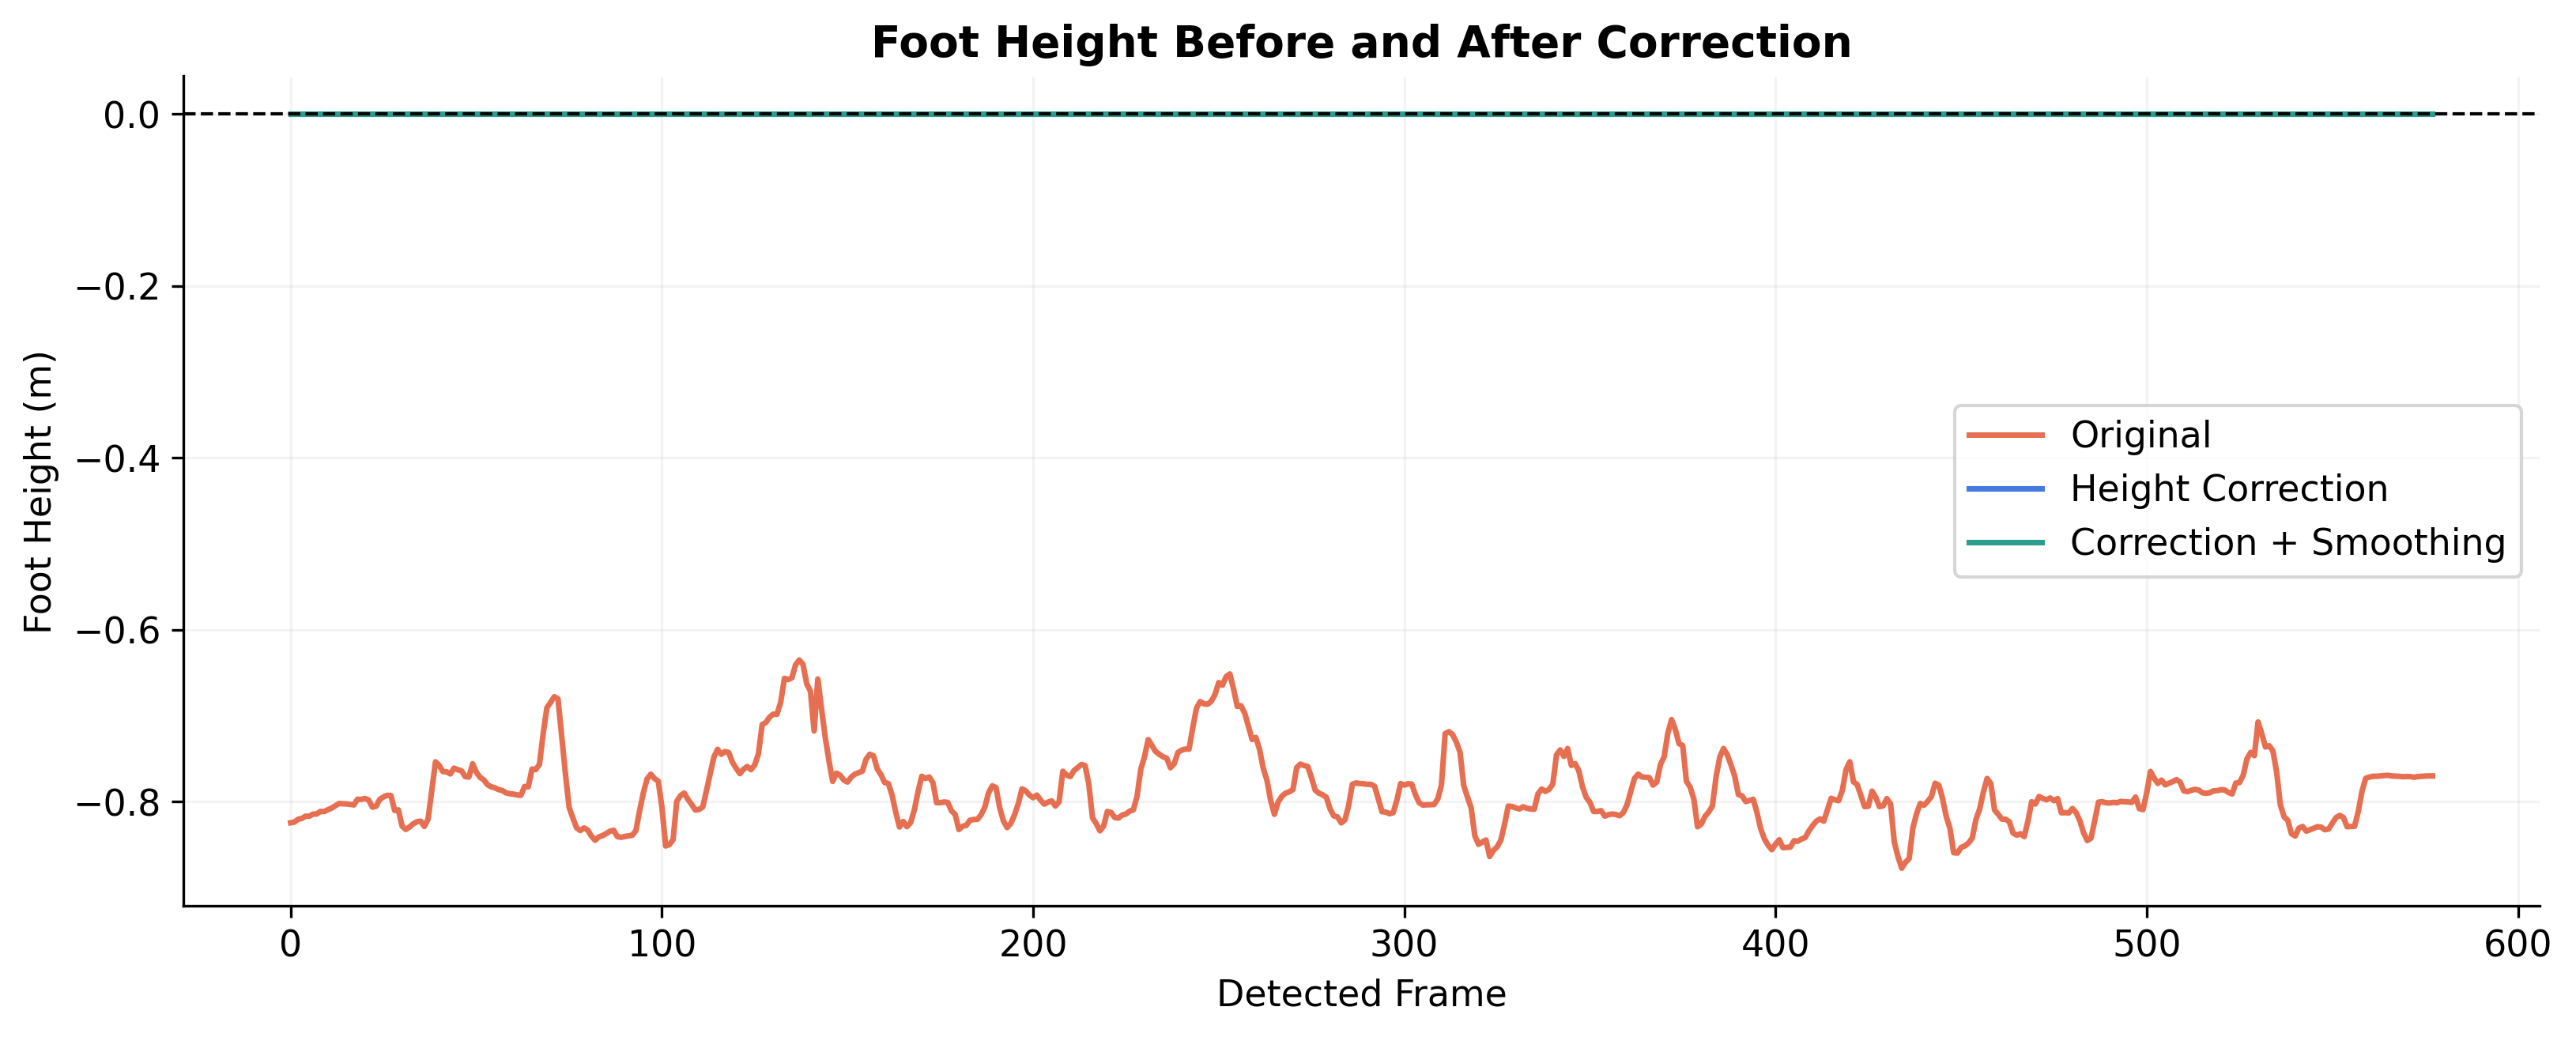 Foot Height Before and After Correction
Foot Height (m)
0.0
−0.2
−0.4
−0.6
−0.8
Original
Height Correction
Correction + Smoothing
0 100 200 300 400 500 600
Detected Frame